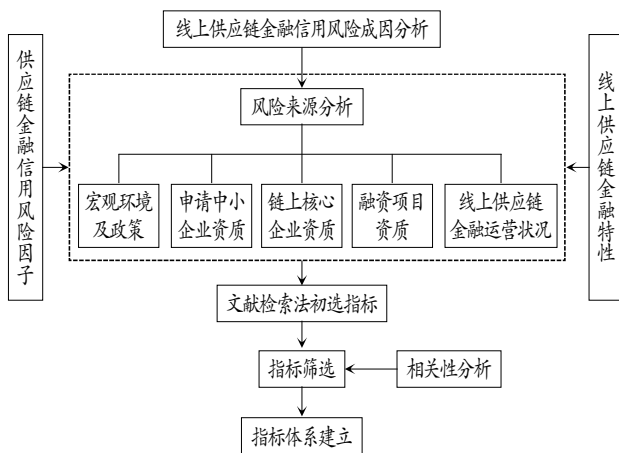 线上供应链金融信用风险成因分析
供应链金融信用风险因子
风险来源分析
宏观环境
及政策
申请中小
企业资质
链上核心
企业资质
融资项目
资质
线上供应链
金融运营状况
线上供应链金融特性
文献检索法初选指标
指标筛选
相关性分析
指标体系建立